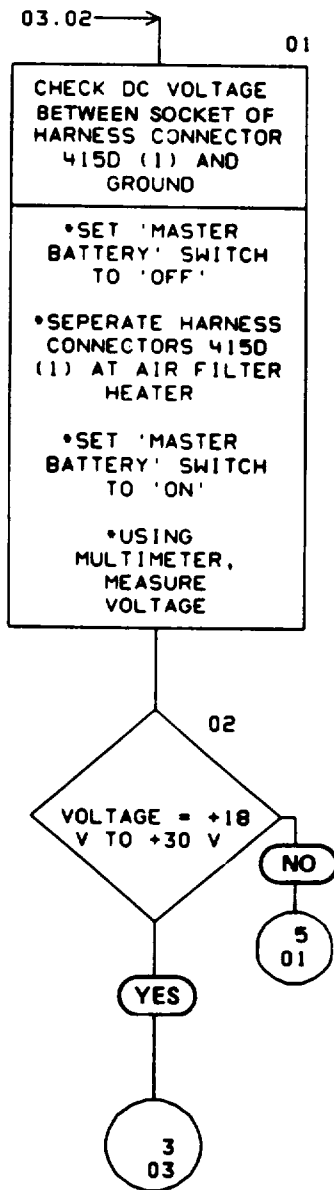 03.02
01
CHECK DC VOLTAGE
BETWEEN SOCKET OF
HARNESS CONNECTOR
415D (1) AND
GROUND
*SET 'MASTER
BATTERY' SWITCH
TO 'OFF'
*SEPERATE HARNESS
CONNECTORS 415D
(1) AT AIR FILTER
HEATER
*SET 'MASTER
BATTERY' SWITCH
TO 'ON'
*USING
MULTIMETER,
MEASURE
VOLTAGE
02
VOLTAGE = +18
V TO +30 V
NO
5
01
YES
3
03